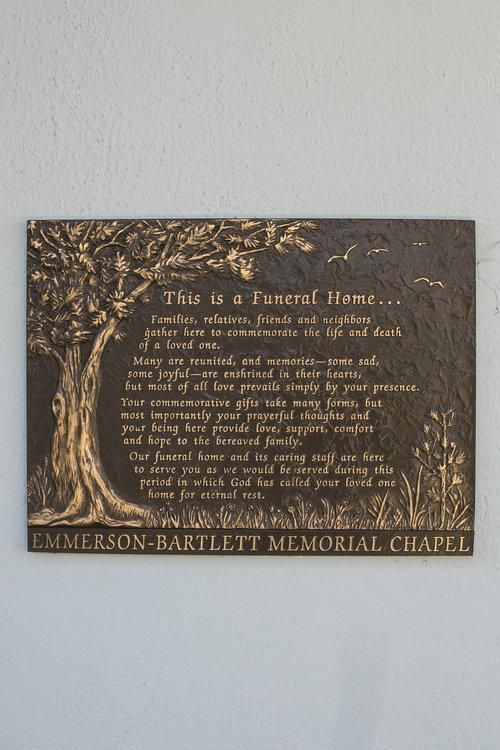 This is a Funeral Home...
Families, relatives, friends and neighbors
gather here to commemorate the life and death
of a loved one.
Many are reunited, and memories—some sad,
some joyful—are enshrined in their hearts,
but most of all love prevails simply by your presence.
Your commemorative gifts take many forms, but
most importantly your prayerful thoughts and
your being here provide love, support, comfort
and hope to the bereaved family.
Our funeral home and its caring staff are here
to serve you as we would be served during this
period in which God has called your loved one
home for eternal rest.
EMMERSON-BARTLETT MEMORIAL CHAPEL